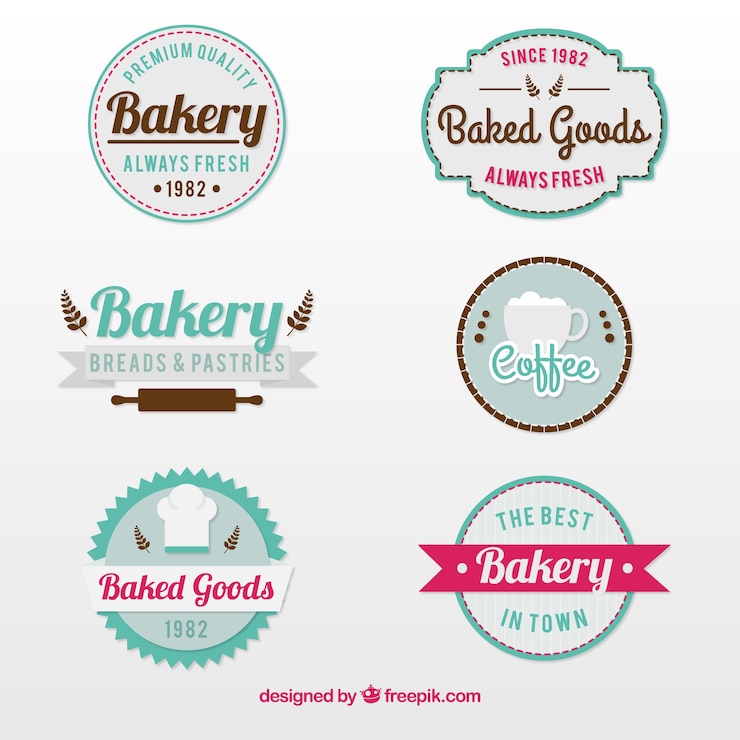 PREMIUM QUALITY
Bakery
ALWAYS FRESH
• 1982 •
SINCE 1982
Baked Goods
ALWAYS FRESH
Bakery
BREADS & PASTRIES
Coffee
Baked Goods
1982
THE BEST
• Bakery •
IN TOWN
designed by freepik.com